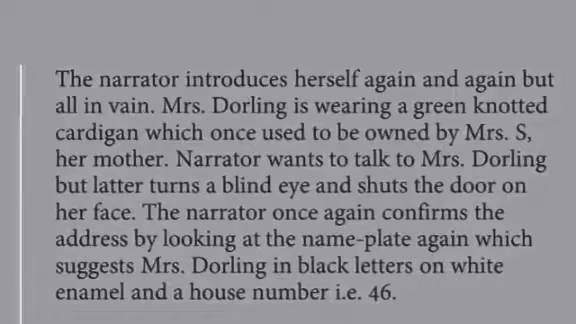 The narrator introduces herself again and again but
all in vain. Mrs. Dorling is wearing a green knotted
cardigan which once used to be owned by Mrs. S,
her mother. Narrator wants to talk to Mrs. Dorling
but latter turns a blind eye and shuts the door on
her face. The narrator once again confirms the
address by looking at the name-plate again which
suggests Mrs. Dorling in black letters on white
enamel and a house number i.e. 46.